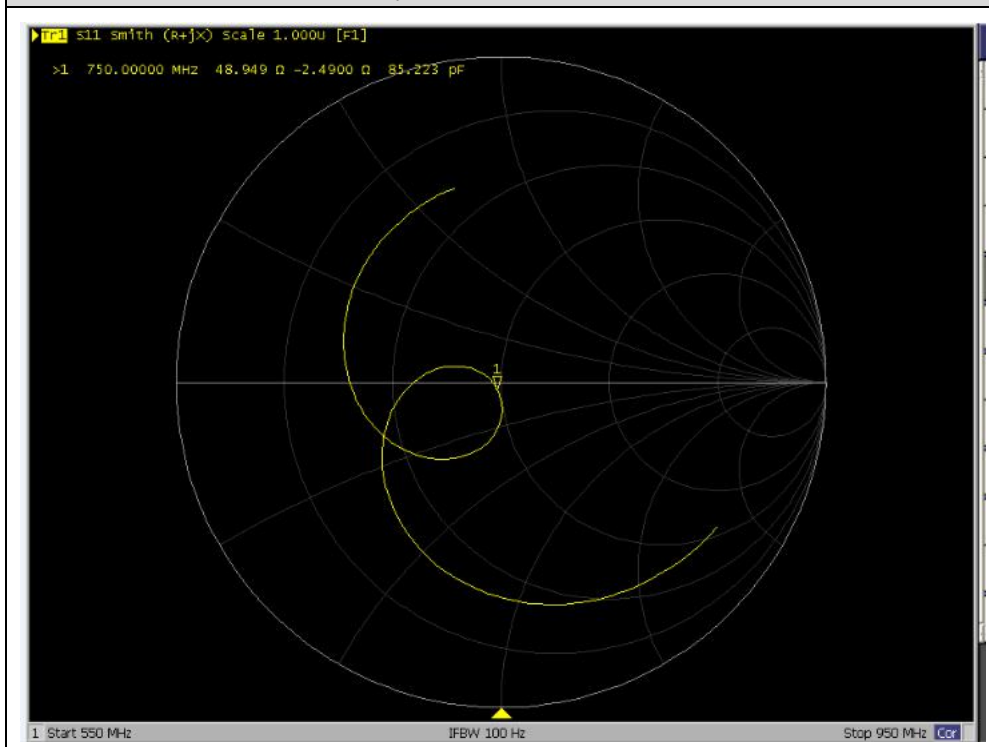 Tr1 S11 Smith (R+jX) Scale 1.000U [F1]
>1 750.00000 MHz 48.949 Ω -2.4900 Ω 85.223 pF
1
1 Start 550 MHz IFBW 100 Hz Stop 950 MHz Cor